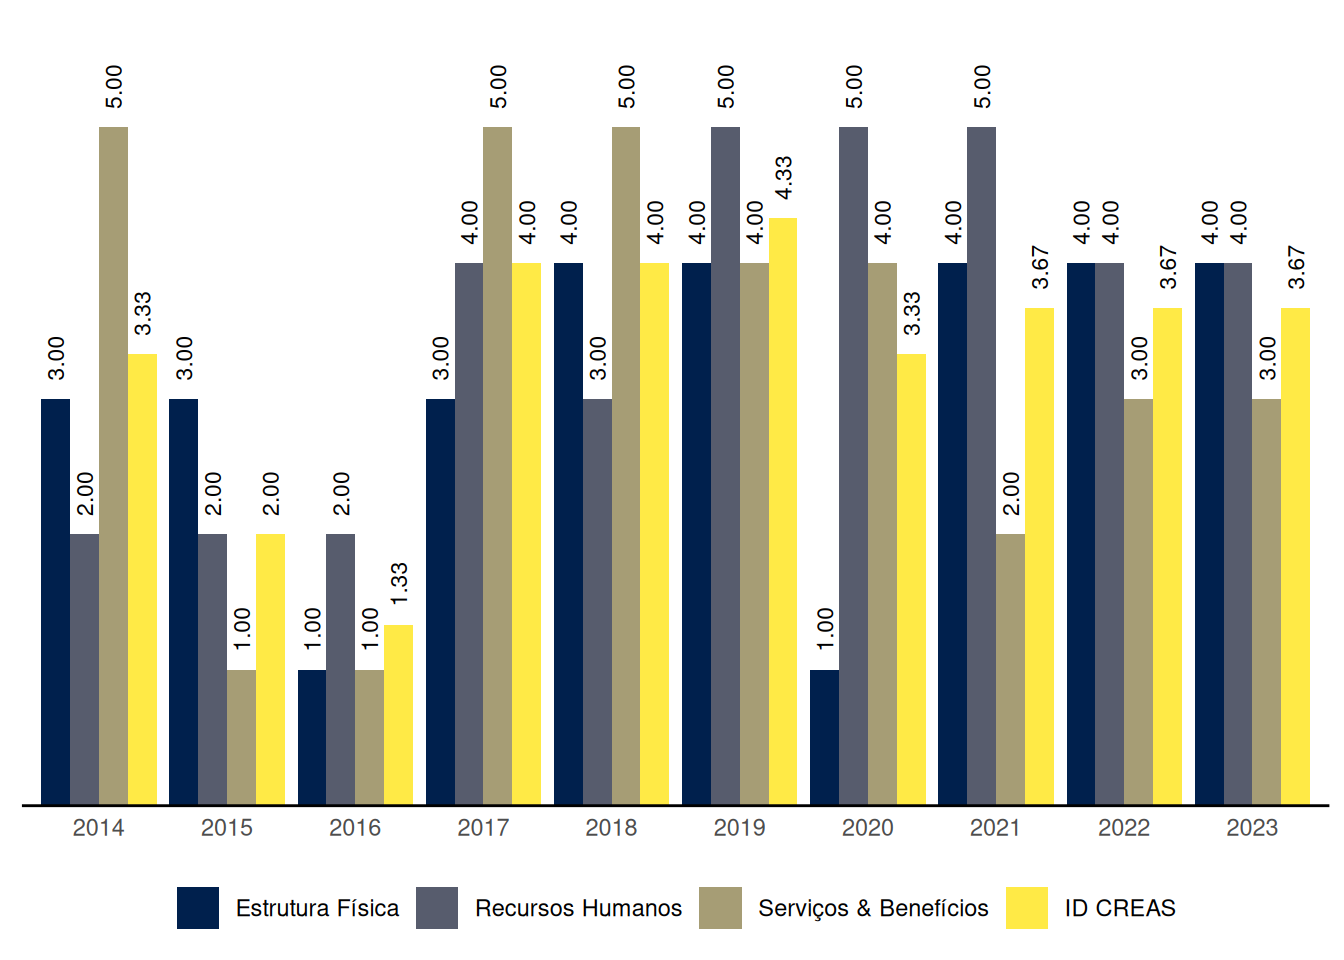 3.00 2.00 5.00 3.33
3.00 2.00 1.00 2.00
1.00 2.00 1.00 1.33
3.00 4.00 5.00 4.00
4.00 3.00 5.00 4.00
4.00 5.00 4.00 4.33
1.00 5.00 4.00 3.33
4.00 5.00 2.00 3.67
4.00 4.00 3.00 3.67
4.00 4.00 3.00 3.67
2014 2015 2016 2017 2018 2019 2020 2021 2022 2023
Estrutura Física Recursos Humanos Serviços & Benefícios ID CREAS